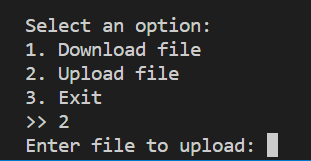 Select an option:
1. Download file
2. Upload file
3. Exit
>> 2
Enter file to upload: